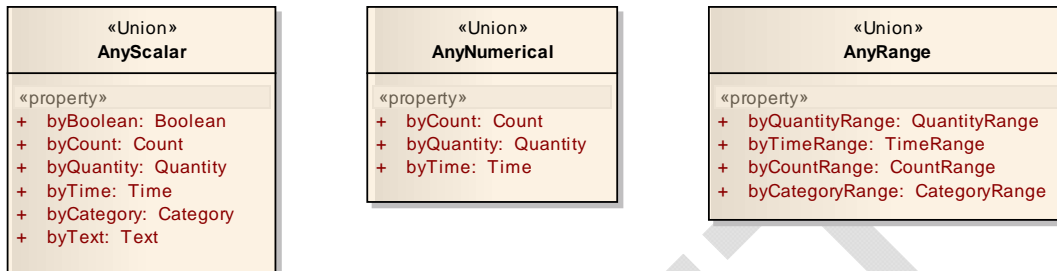 «Union»
AnyScalar
«property»
+ byBoolean: Boolean
+ byCount: Count
+ byQuantity: Quantity
+ byTime: Time
+ byCategory: Category
+ byText: Text
«Union»
AnyNumerical
«property»
+ byCount: Count
+ byQuantity: Quantity
+ byTime: Time
«Union»
AnyRange
«property»
+ byQuantityRange: QuantityRange
+ byTimeRange: TimeRange
+ byCountRange: CountRange
+ byCategoryRange: CategoryRange